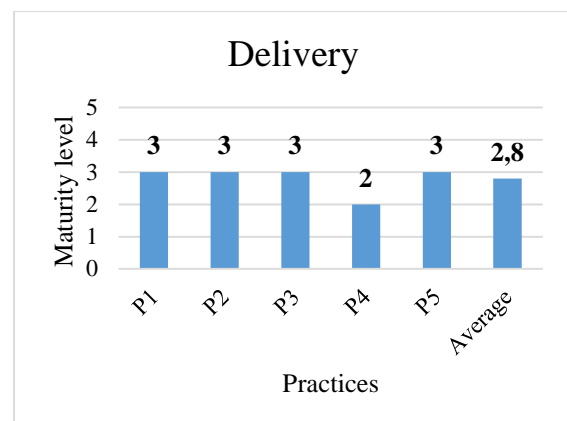 Delivery
Maturity level
5
4
3
2
1
0
3
3
3
2
3
2,8
P1
P2
P3
P4
P5
Average
Practices